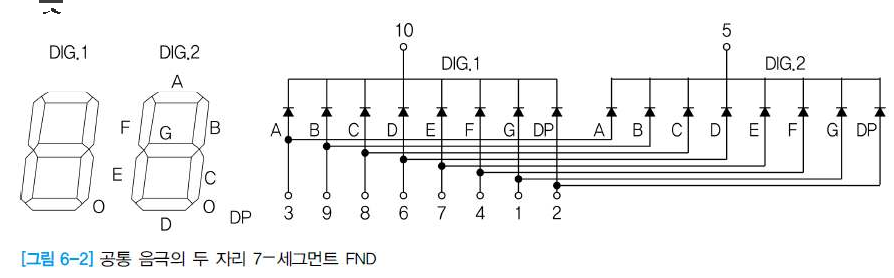 10 5
DIG.1 DIG.2 DIG.1 DIG.2
A
F G B A B C D E F G DP A B C D E F G DP
E C
D DP 3 9 8 6 7 4 1 2
[그림 6-2] 공통 음극의 두 자리 7-세그먼트 FND